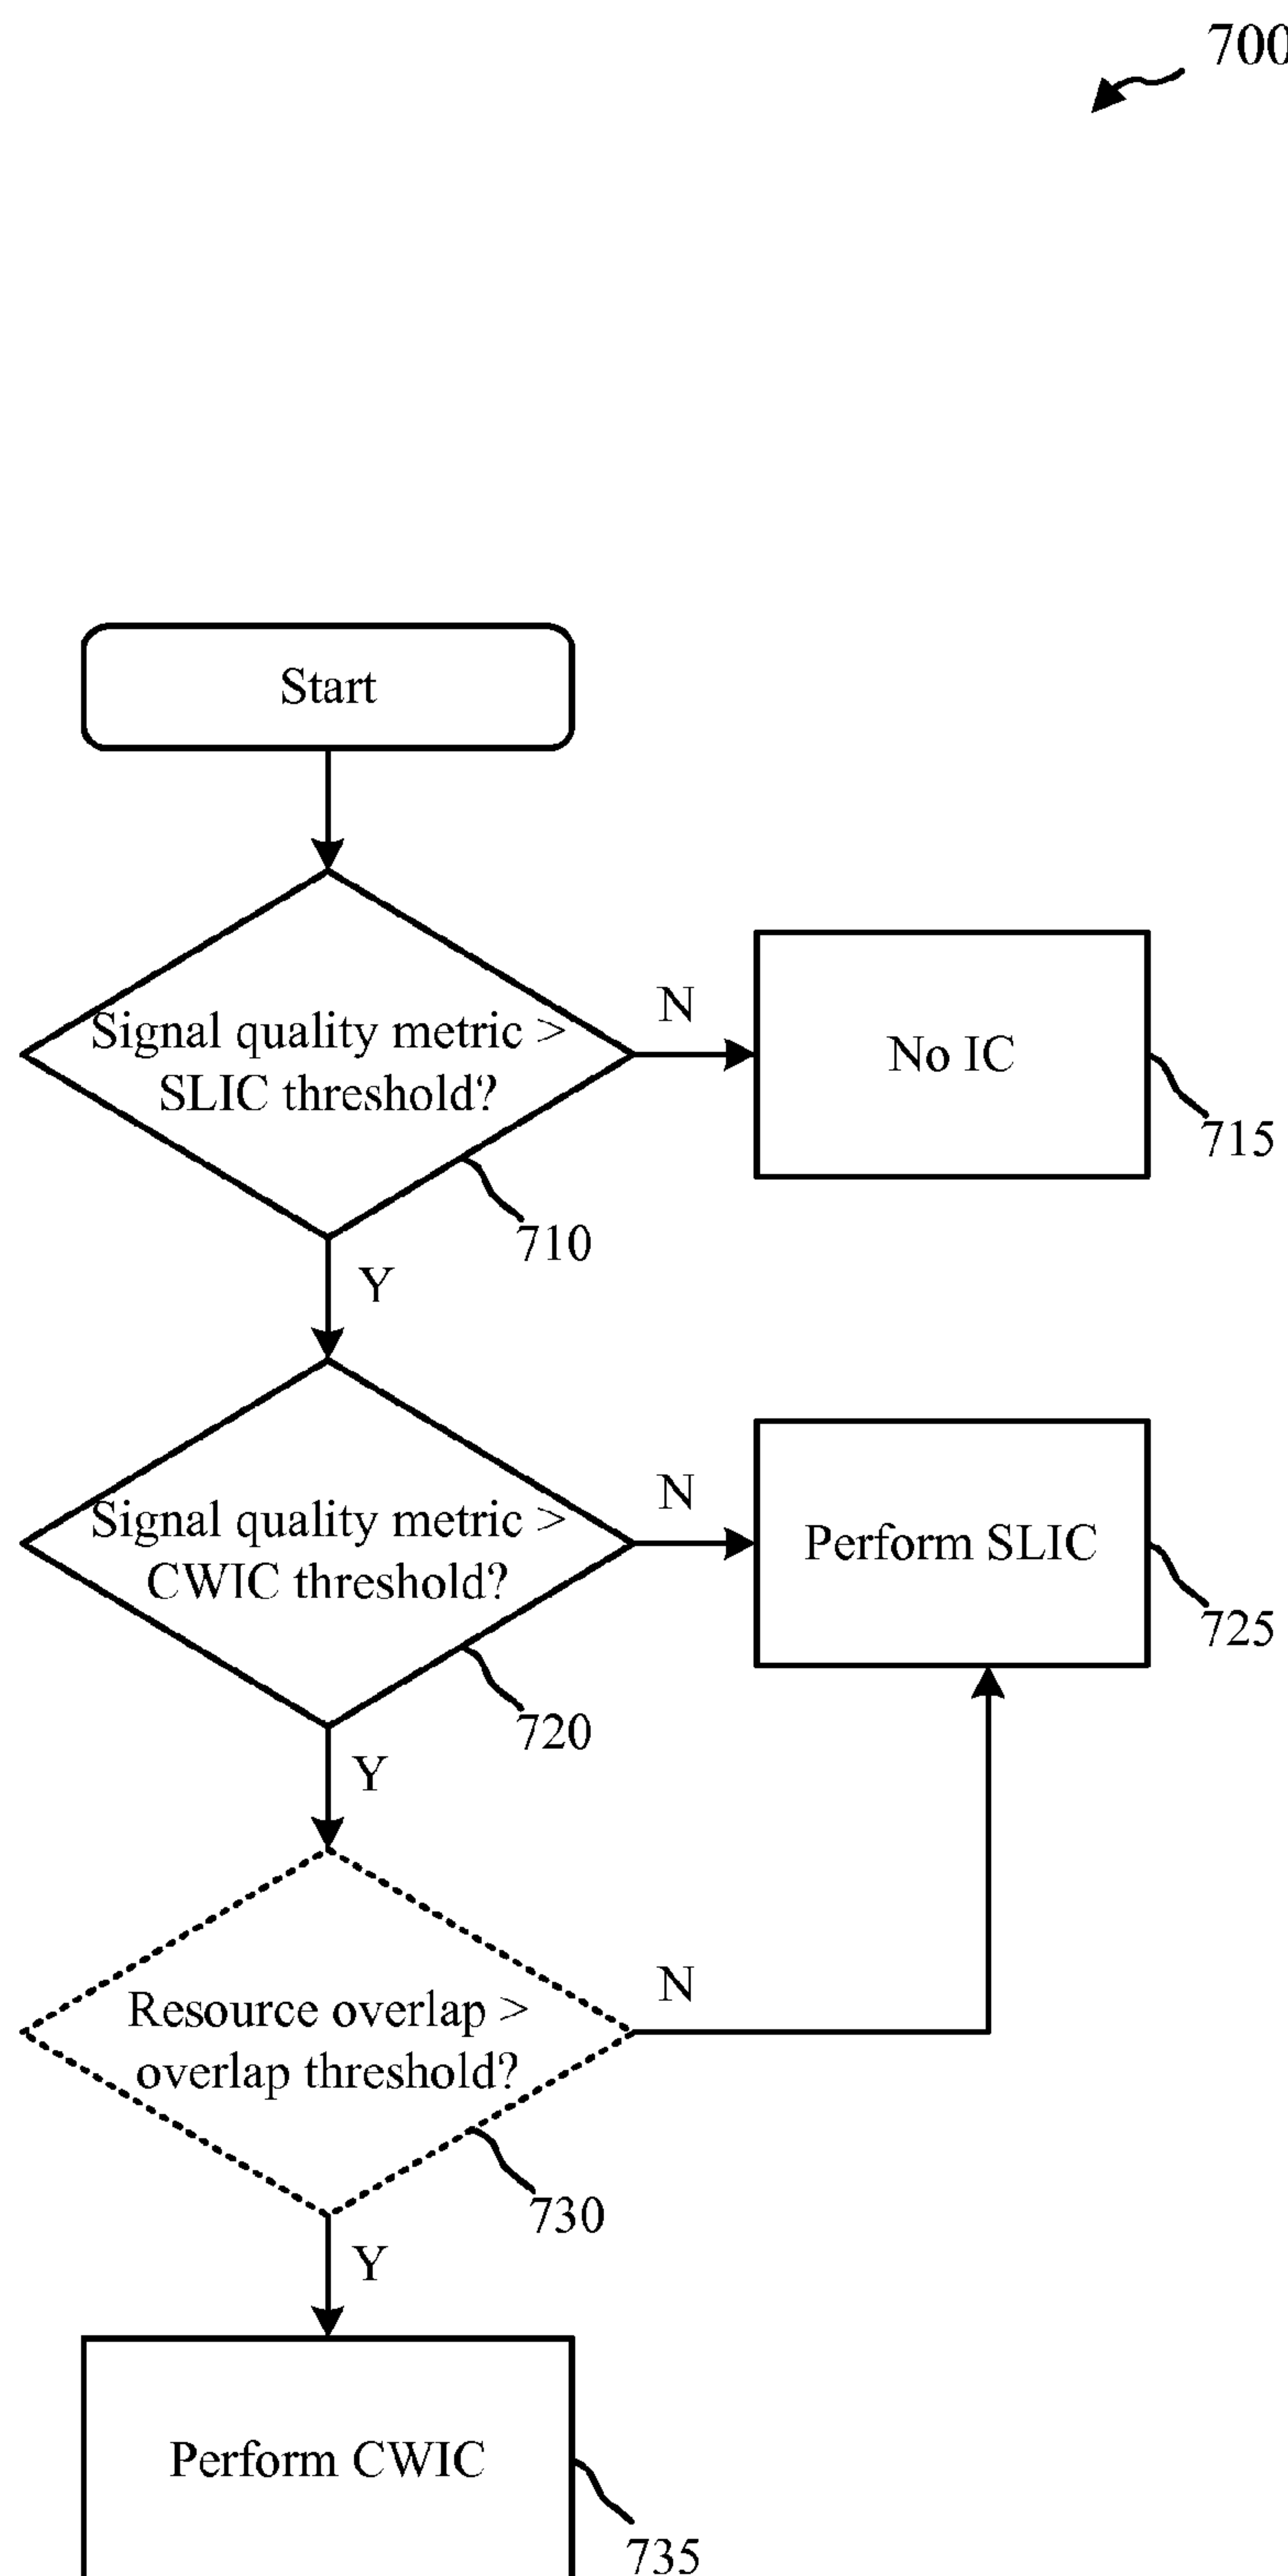 700
Start
Signal quality metric >
SLIC threshold?
N
No IC
715
710
Y
Signal quality metric >
CWIC threshold?
N
Perform SLIC
725
720
Y
Resource overlap >
overlap threshold?
N
730
Y
Perform CWIC
735